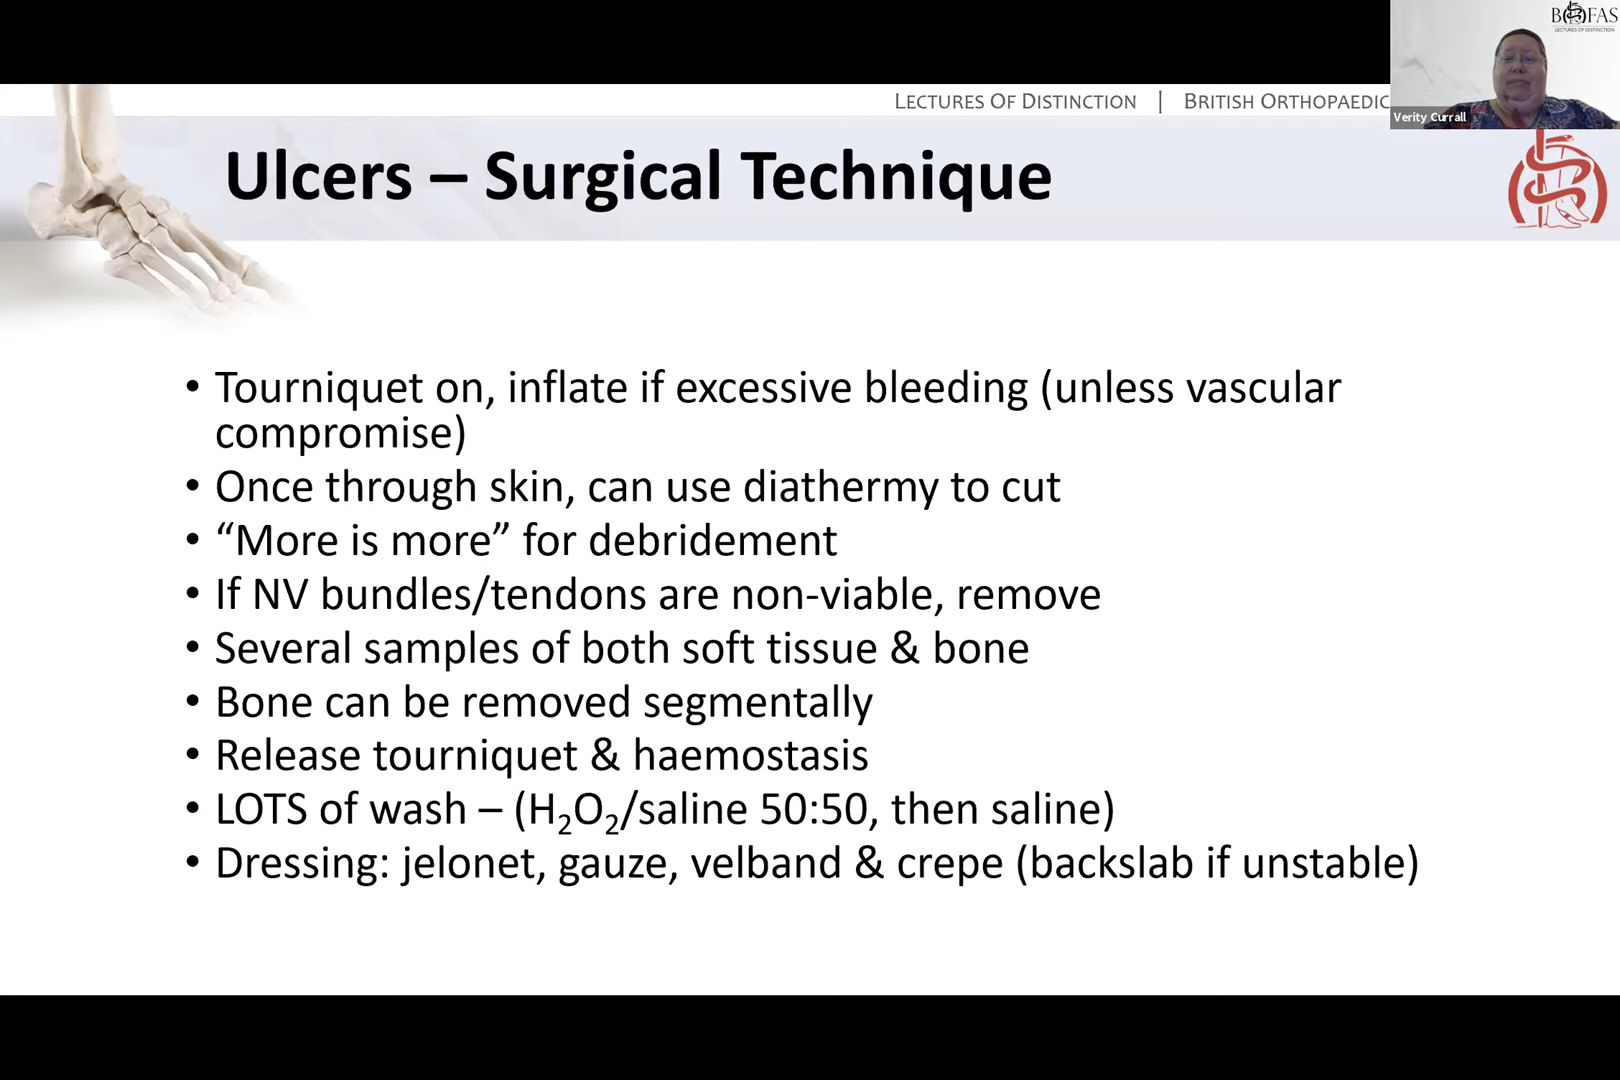 B FAS
LECTURES OF DISTINCTION
LECTURES OF DISTINCTION | BRITISH ORTHOPAEDIC
Verity Currall
Ulcers – Surgical Technique
• Tourniquet on, inflate if excessive bleeding (unless vascular
compromise)
• Once through skin, can use diathermy to cut
• “More is more” for debridement
• If NV bundles/tendons are non-viable, remove
• Several samples of both soft tissue & bone
• Bone can be removed segmentally
• Release tourniquet & haemostasis
• LOTS of wash – (H₂O₂/saline 50:50, then saline)
• Dressing: jelonet, gauze, velband & crepe (backslab if unstable)